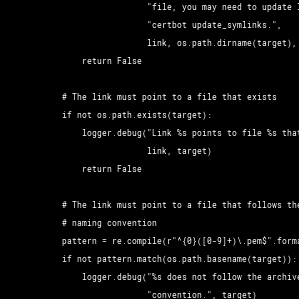 "file, you may need to update
"certbot update_symlinks.",
link, os.path.dirname(target),
return False
# The link must point to a file that exists
if not os.path.exists(target):
logger.debug("Link %s points to file %s that
link, target)
return False
# The link must point to a file that follows the
# naming convention
pattern = re.compile(r"^{0}([0-9]+)\.pem$".forma
if not pattern.match(os.path.basename(target)):
logger.debug("%s does not follow the archive
"convention.", target)